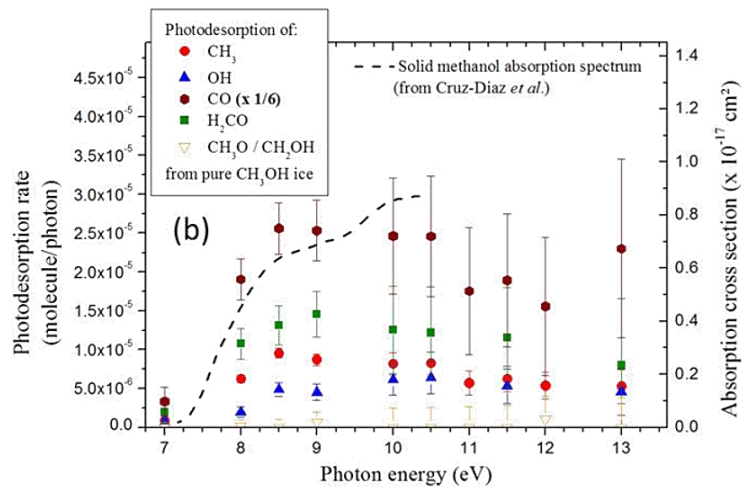 Photodesorption of:
CH₃
OH
CO (x 1/6)
H₂CO
CH₃O / CH₂OH
from pure CH₃OH ice
Solid methanol absorption spectrum
(from Cruz-Diaz et al.)
(b)
Photodesorption rate
(molecule/photon)
4.5x10⁻⁵
4.0x10⁻⁵
3.5x10⁻⁵
3.0x10⁻⁵
2.5x10⁻⁵
2.0x10⁻⁵
1.5x10⁻⁵
1.0x10⁻⁵
5.0x10⁻⁶
0.0
1.4
1.2
1.0
0.8
0.6
0.4
0.2
0.0
Absorption cross section (x 10⁻¹⁷ cm²)
7 8 9 10 11 12 13
Photon energy (eV)